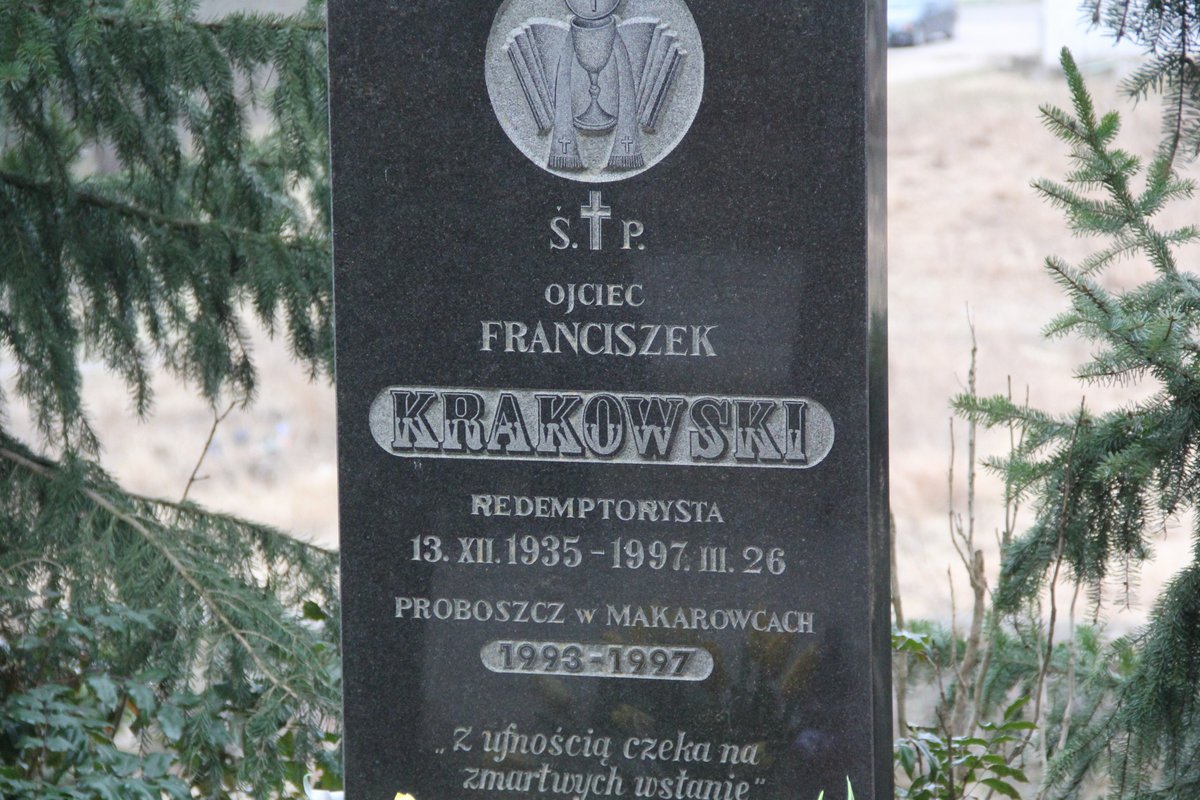 Ś. P.
OJCIEC
FRANCISZEK
KRAKOWSKI
REDEMPTORYSTA
13. XII. 1935 - 1997. III. 26
PROBOSZCZ W MAKAROWCACH
1993-1997
„Z ufnością czeka na
zmartwych wstanie"